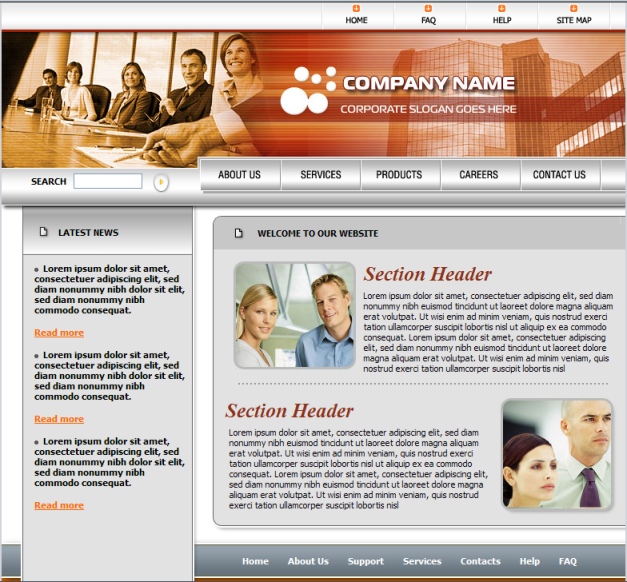 HOME FAQ HELP SITE MAP
COMPANY NAME
CORPORATE SLOGAN GOES HERE
SEARCH
ABOUT US SERVICES PRODUCTS CAREERS CONTACT US
LATEST NEWS
Lorem ipsum dolor sit amet,
consectetuer adipiscing elit, sed
diam nonummy nibh dolor sit elit,
sed diam nonummy nibh
commodo consequat.
Read more
Lorem ipsum dolor sit amet,
consectetuer adipiscing elit, sed
diam nonummy nibh dolor sit elit,
sed diam nonummy nibh
commodo consequat.
Read more
Lorem ipsum dolor sit amet,
consectetuer adipiscing elit, sed
diam nonummy nibh dolor sit elit,
sed diam nonummy nibh
commodo consequat.
Read more
WELCOME TO OUR WEBSITE
Section Header
Lorem ipsum dolor sit amet, consectetuer adipiscing elit, sed
diam nonummy nibh euismod tincidunt ut laoreet dolore magna aliquam
erat volutpat. Ut wisi enim ad minim veniam, quis nostrud exerci
tation ullamcorper suscipit lobortis nisl ut aliquip ex ea commodo
consequat. Lorem ipsum dolor sit amet, consectetuer adipiscing elit,
sed diam nonummy nibh euismod tincidunt ut laoreet dolore
magna aliquam erat volutpat. Ut wisi enim ad minim veniam, quis
nostrud exerci tation ullamcorper suscipit lobortis nisl
Section Header
Lorem ipsum dolor sit amet, consectetuer adipiscing elit, sed diam
nonummy nibh euismod tincidunt ut laoreet dolore magna aliquam
erat volutpat. Ut wisi enim ad minim veniam, quis nostrud exerci
tation ullamcorper suscipit lobortis nisl ut aliquip ex ea commodo
consequat. Lorem ipsum dolor sit amet, consectetuer adipiscing elit,
sed diam nonummy nibh euismod tincidunt ut laoreet dolore magna
aliquam erat volutpat. Ut wisi enim ad minim veniam, quis nostrud
exerci tation ullamcorper suscipit lobortis nisl
Home About Us Support Services Contacts Help FAQ